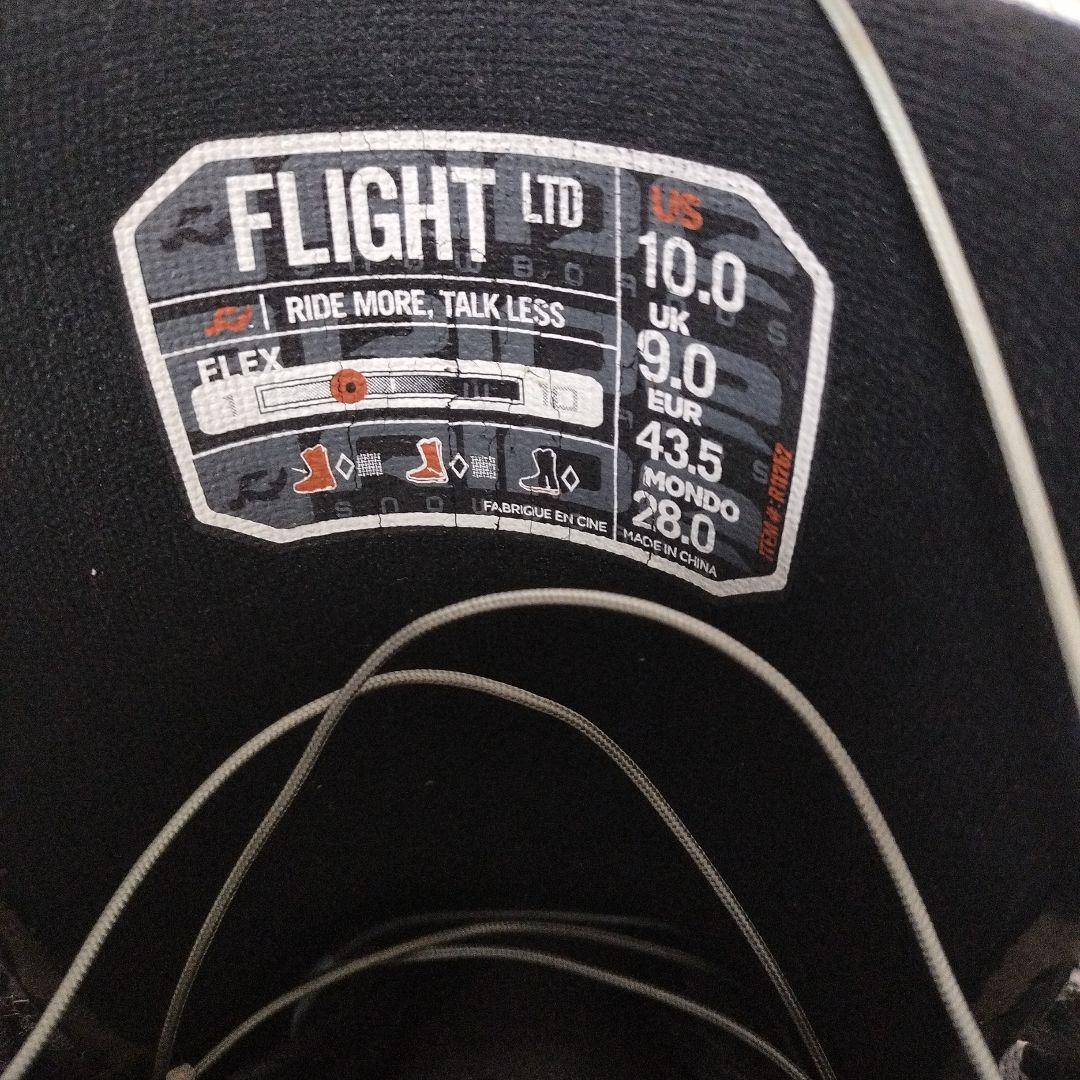 FLIGHT LTD
RIDE MORE, TALK LESS
FLEX
1 10
FABRIQUE EN CINE
US
10.0
UK
9.0
EUR
43.5
MONDO
28.0
MADE IN CHINA